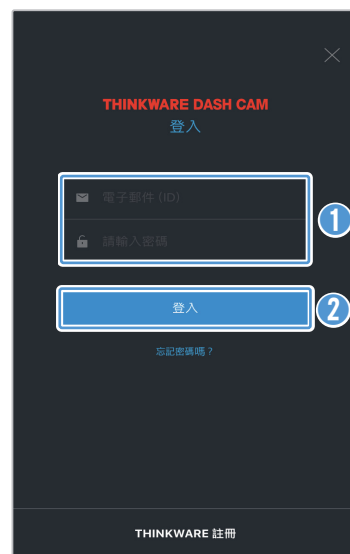 THINKWARE DASH CAM
登入
電子郵件 (ID)
請輸入密碼
1
登入
2
忘記密碼嗎？
THINKWARE 註冊